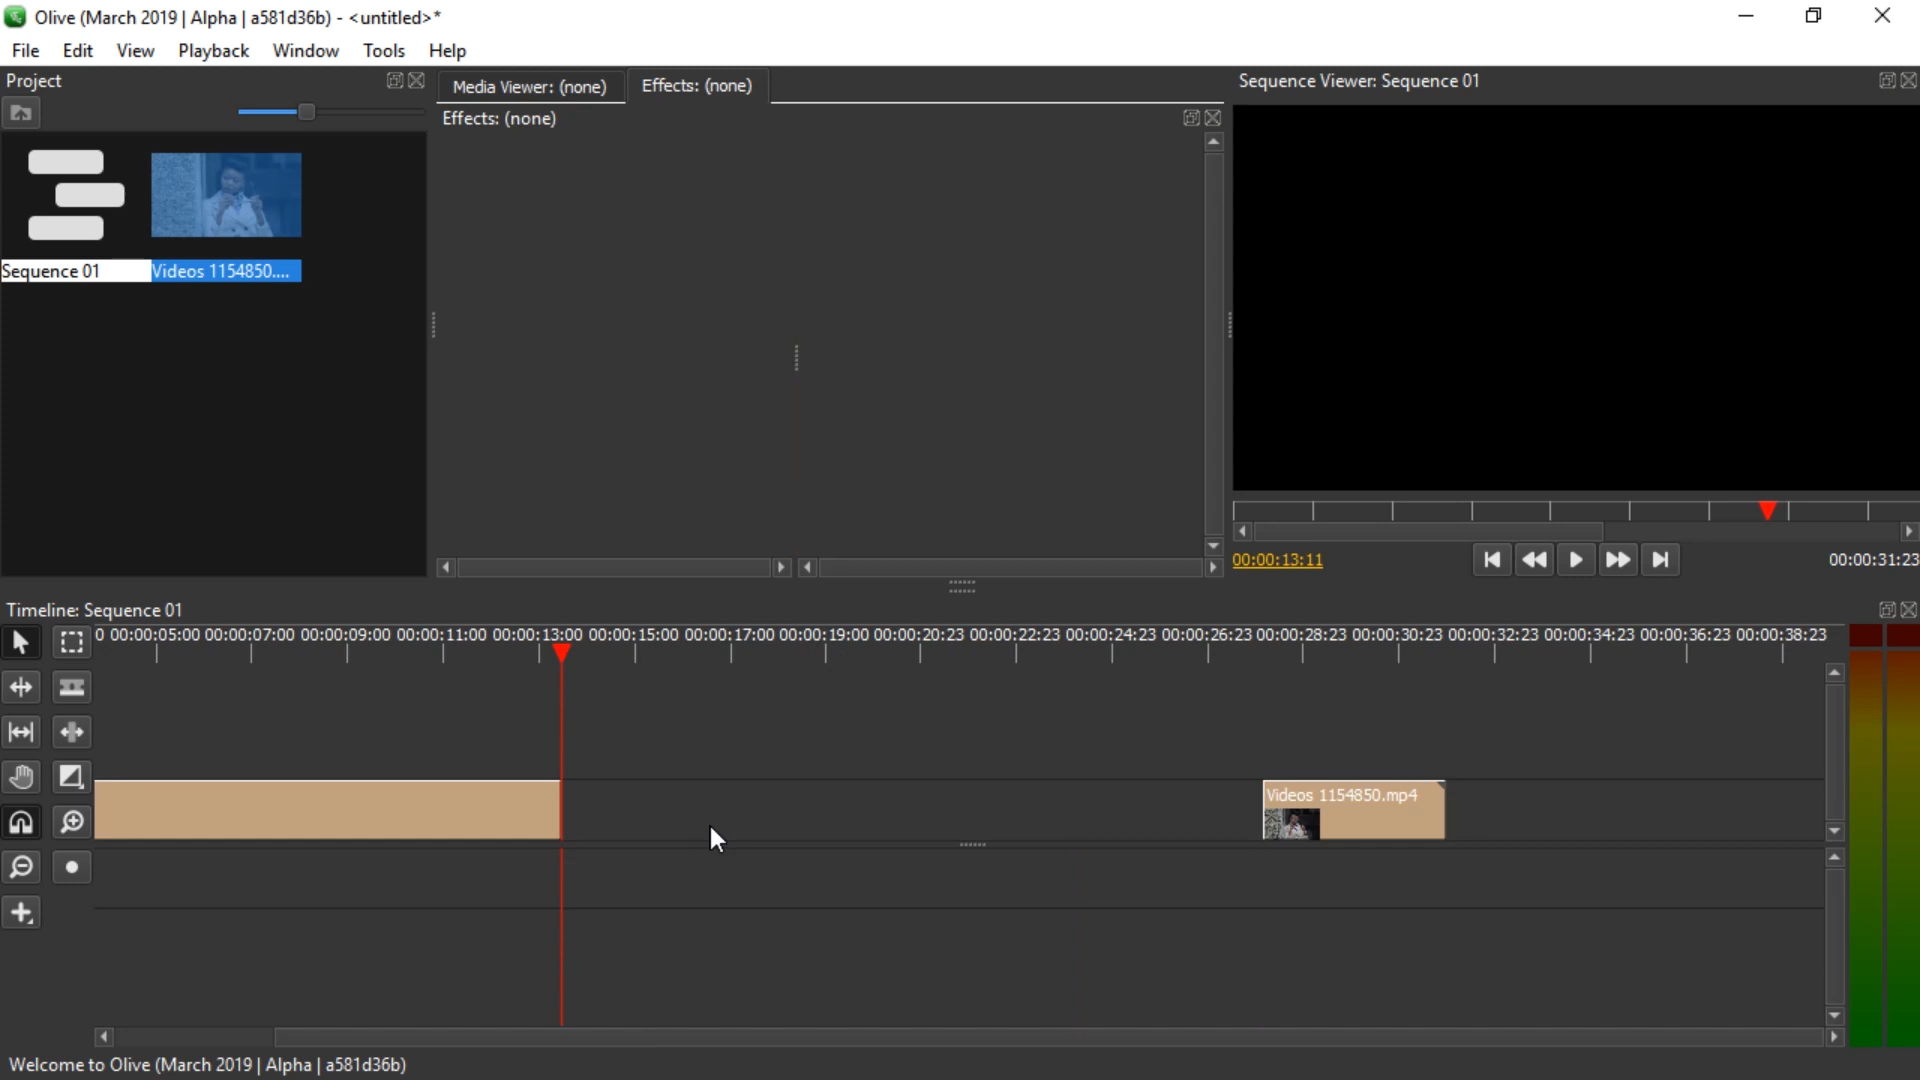 Olive (March 2019 | Alpha | a581d36b) - <untitled>*
File Edit View Playback Window Tools Help
Project
Media Viewer: (none) Effects: (none)
Sequence Viewer: Sequence 01
Effects: (none)
Sequence 01 Videos 1154850....
00:00:13:11 00:00:31:23
Timeline: Sequence 01
0 00:00:05:00 00:00:07:00 00:00:09:00 00:00:11:00 00:00:13:00 00:00:15:00 00:00:17:00 00:00:19:00 00:00:20:23 00:00:22:23 00:00:24:23 00:00:26:23 00:00:28:23 00:00:30:23 00:00:32:23 00:00:34:23 00:00:36:23 00:00:38:23
Videos 1154850.mp4
Welcome to Olive (March 2019 | Alpha | a581d36b)